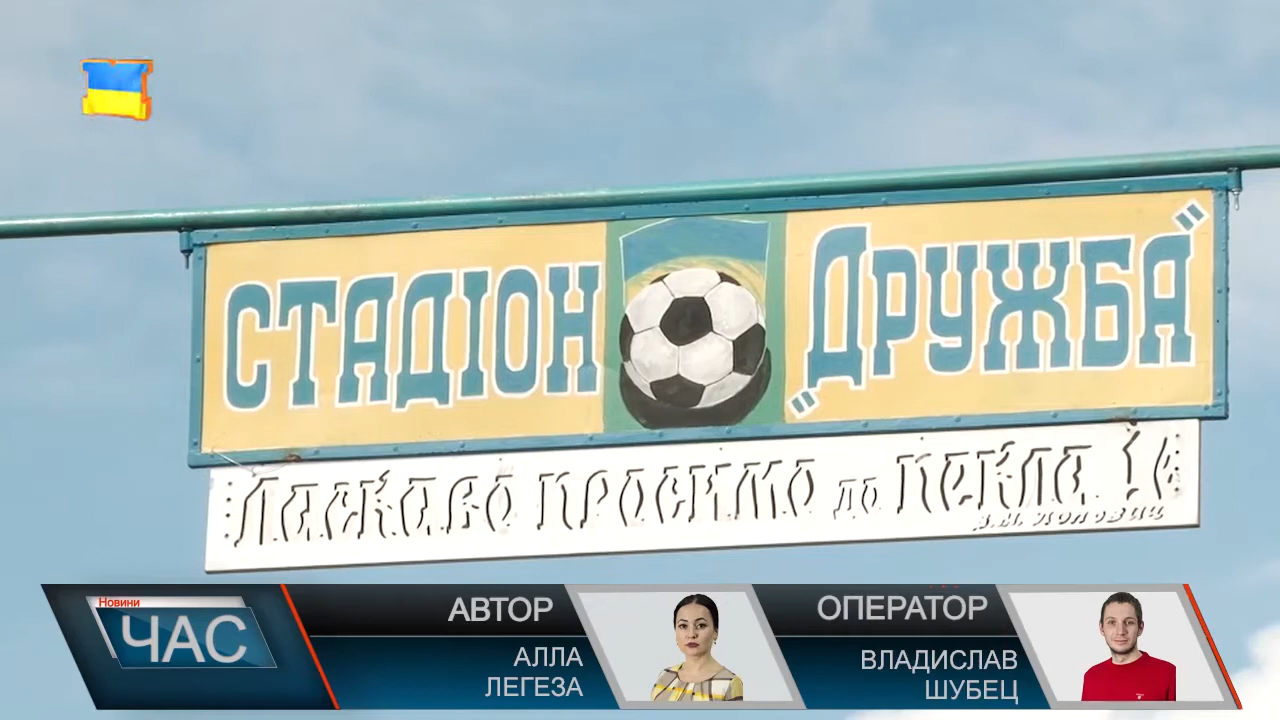 СТАДІОН "ДРУЖБА"
Ласкаво просимо до пекла !
Новини
ЧАС
АВТОР
АЛЛА
ЛЕГЕЗА
ОПЕРАТОР
ВЛАДИСЛАВ
ШУБЕЦ